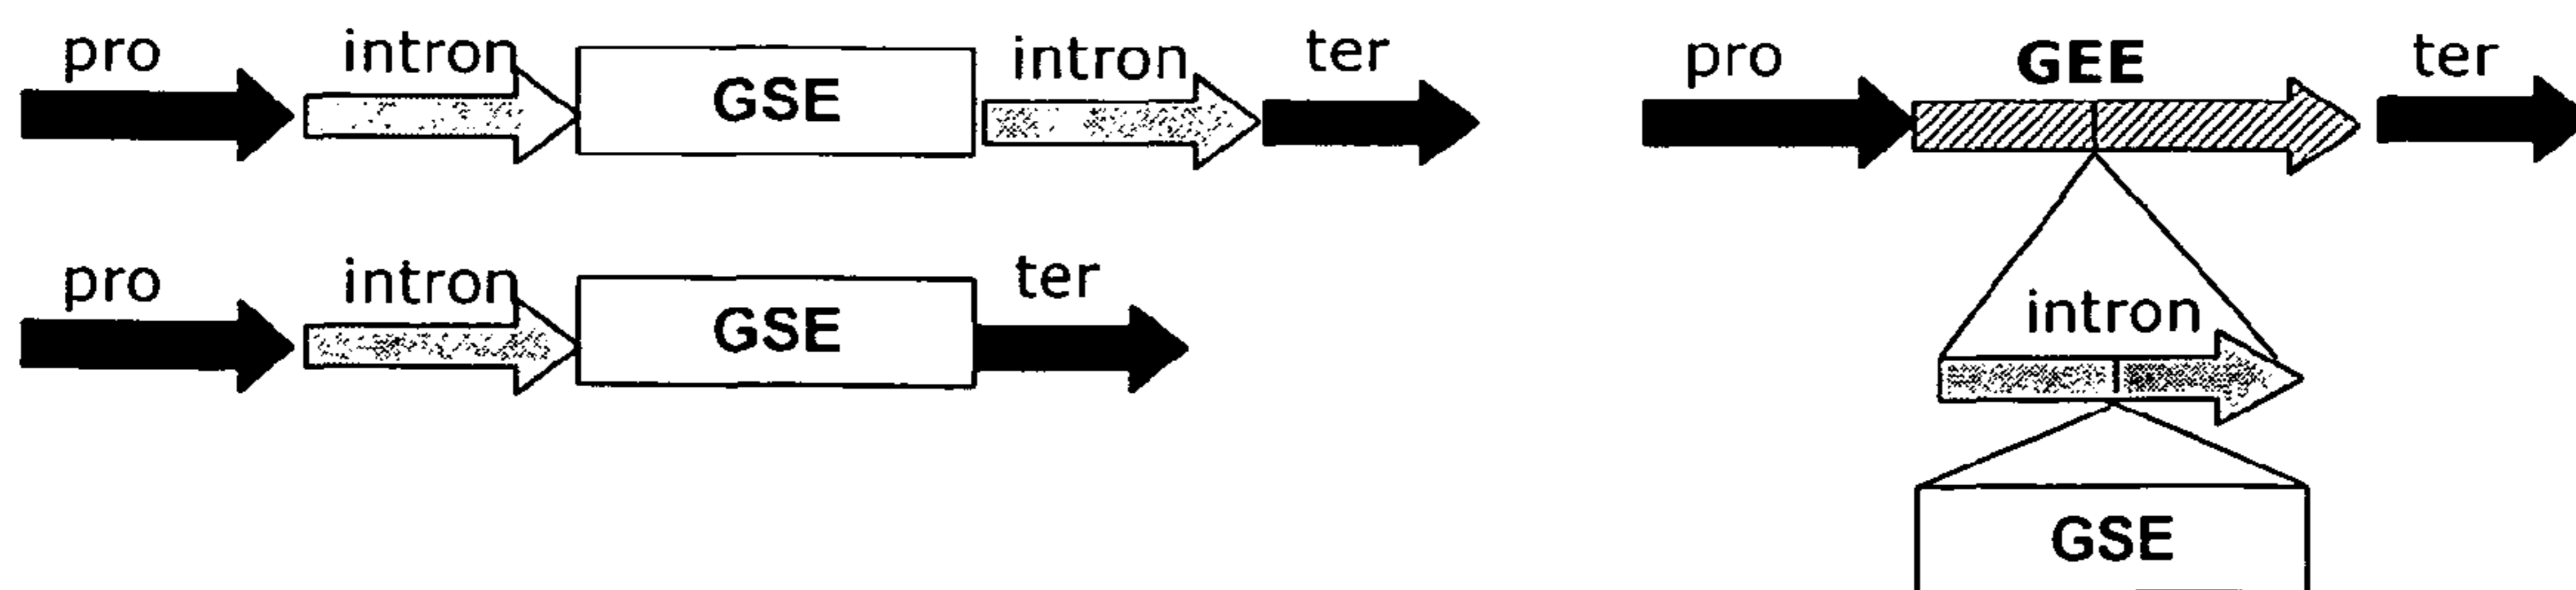 pro intron GSE intron ter
pro intron GSE ter
pro GEE ter
intron
GSE